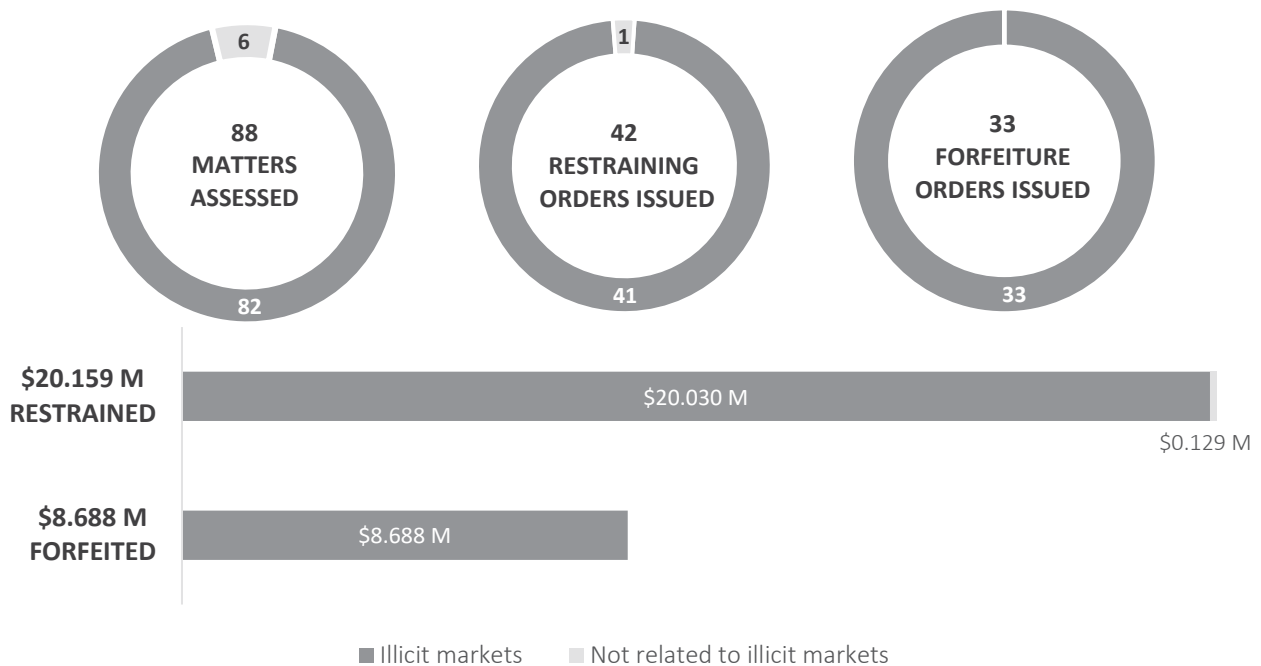 6
88
MATTERS
ASSESSED
82
1
42
RESTRAINING
ORDERS ISSUED
41
33
FORFEITURE
ORDERS ISSUED
33
$20.159 M
RESTRAINED
$20.030 M
$0.129 M
$8.688 M
FORFEITED
$8.688 M
Illicit markets
Not related to illicit markets